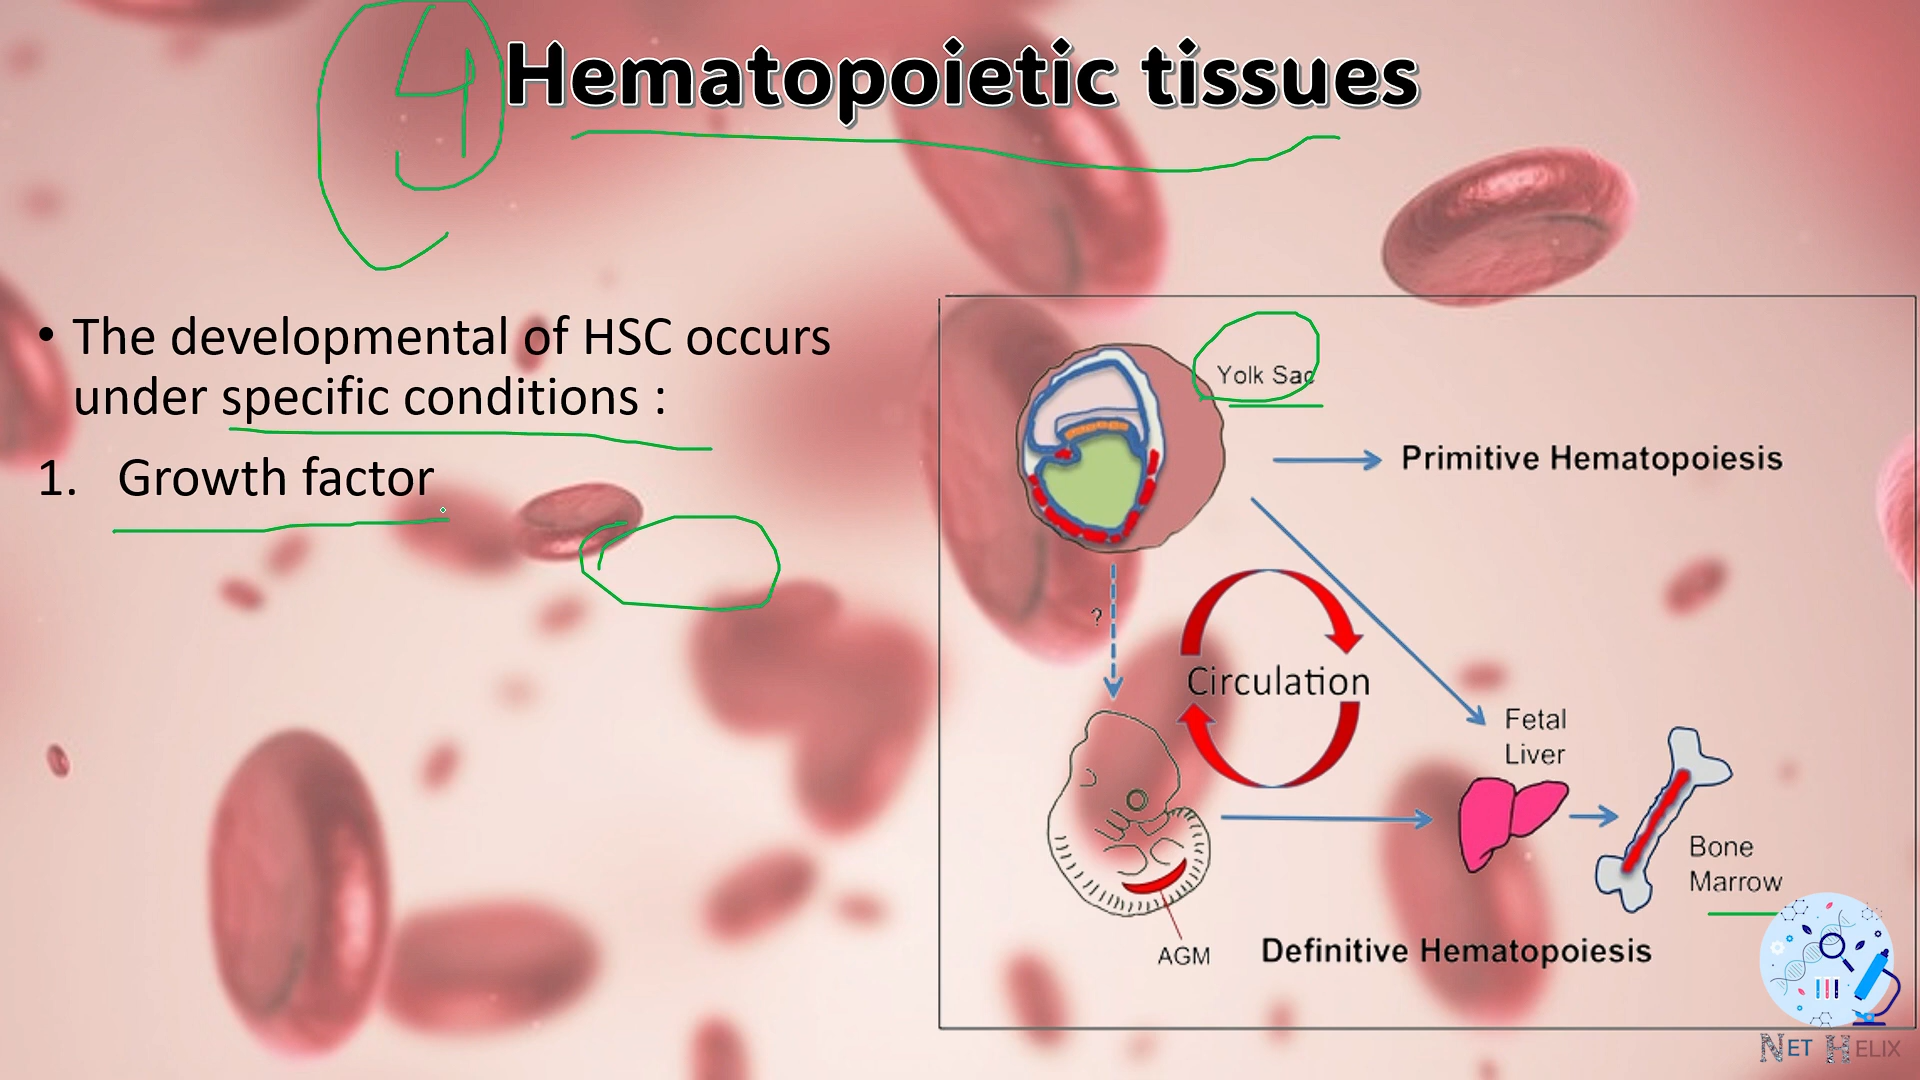 4
Hematopoietic tissues
• The developmental of HSC occurs
under specific conditions :
1. Growth factor
Yolk Sac
Primitive Hematopoiesis
?
Circulation
Fetal
Liver
Bone
Marrow
AGM
Definitive Hematopoiesis
NET HELIX